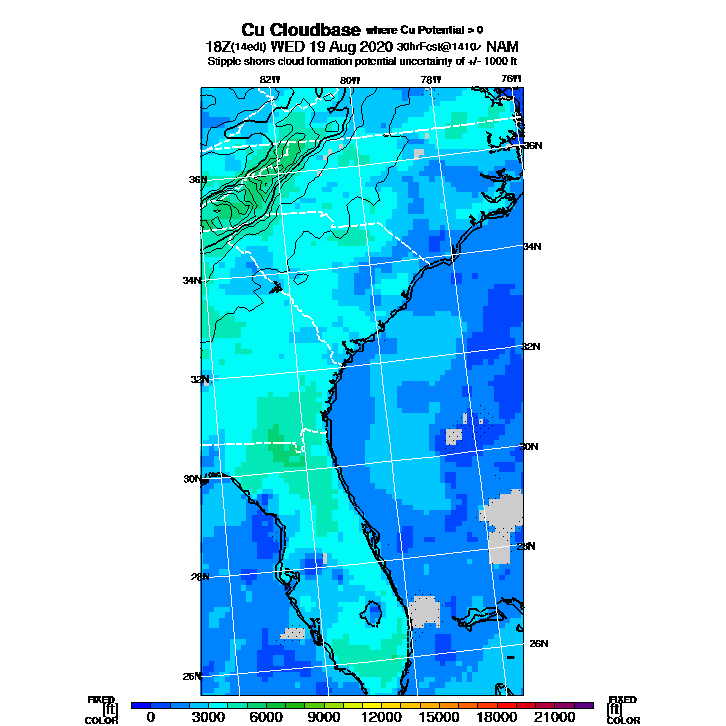 Cu Cloudbase where Cu Potential > 0
18Z(14edt) WED 19 Aug 2020 30hrFcst@1410z NAM
Stipple shows cloud formation potential uncertainty of +/- 1000 ft
82W 80W 78W 76W
36N
36N
34N
34N
32N
32N
30N
30N
28N
28N
26N
26N
FIXED FIXED
[ft] [ft]
COLOR COLOR
0 3000 6000 9000 12000 15000 18000 21000